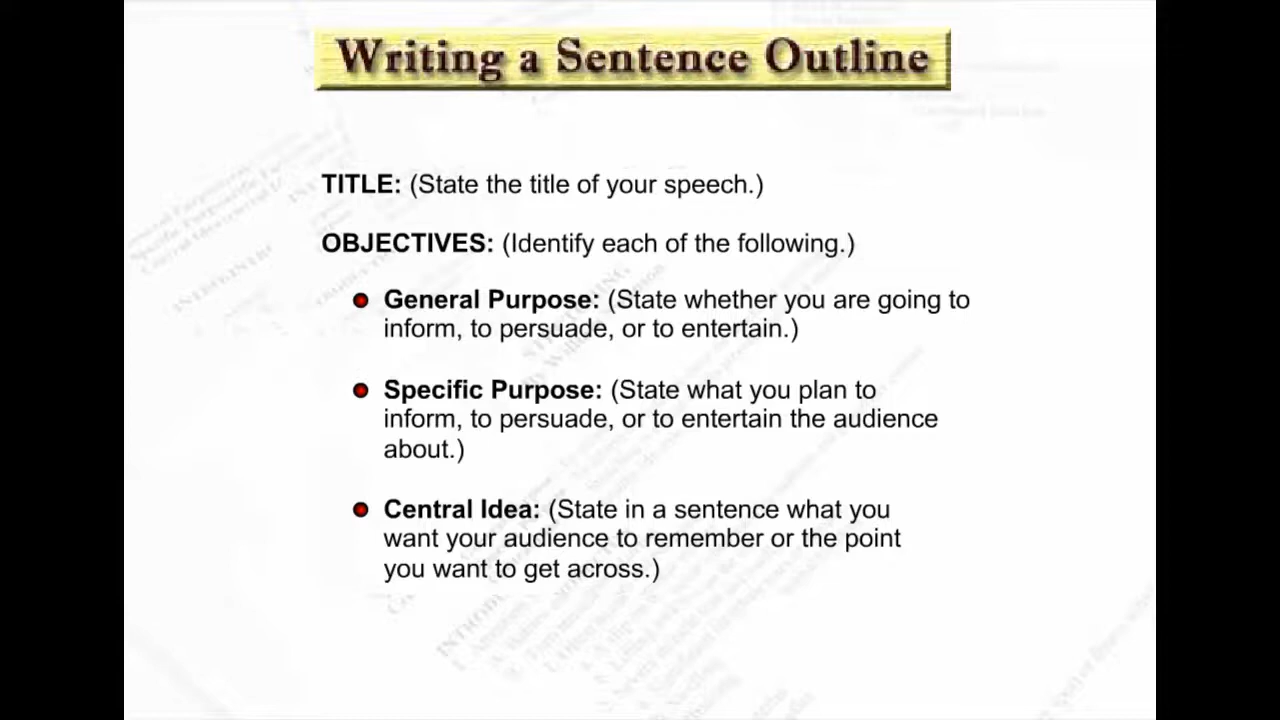 Writing a Sentence Outline
TITLE: (State the title of your speech.)
OBJECTIVES: (Identify each of the following.)
General Purpose: (State whether you are going to
inform, to persuade, or to entertain.)
Specific Purpose: (State what you plan to
inform, to persuade, or to entertain the audience
about.)
Central Idea: (State in a sentence what you
want your audience to remember or the point
you want to get across.)